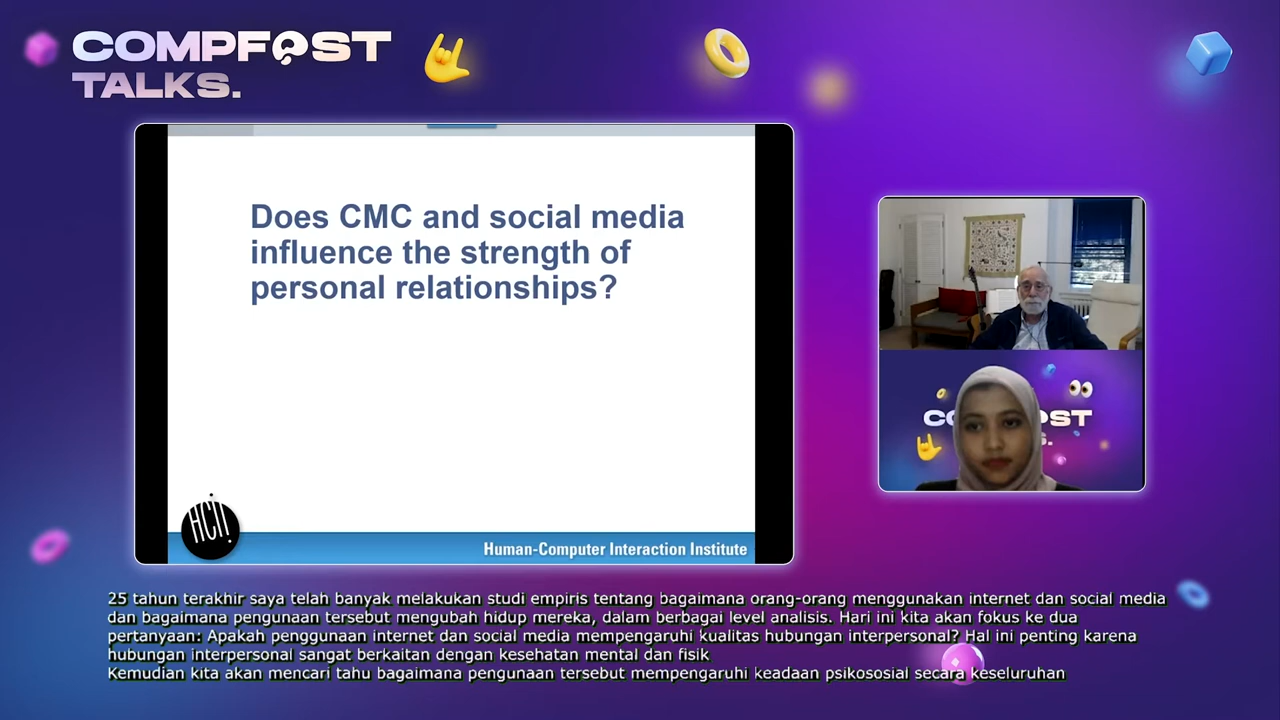 COMPFEST
TALKS.
Does CMC and social media
influence the strength of
personal relationships?
HCII
Human-Computer Interaction Institute
25 tahun terakhir saya telah banyak melakukan studi empiris tentang bagaimana orang-orang menggunakan internet dan social media
dan bagaimana pengunaan tersebut mengubah hidup mereka, dalam berbagai level analisis. Hari ini kita akan fokus ke dua
pertanyaan: Apakah penggunaan internet dan social media mempengaruhi kualitas hubungan interpersonal? Hal ini penting karena
hubungan interpersonal sangat berkaitan dengan kesehatan mental dan fisik
Kemudian kita akan mencari tahu bagaimana pengunaan tersebut mempengaruhi keadaan psikososial secara keseluruhan